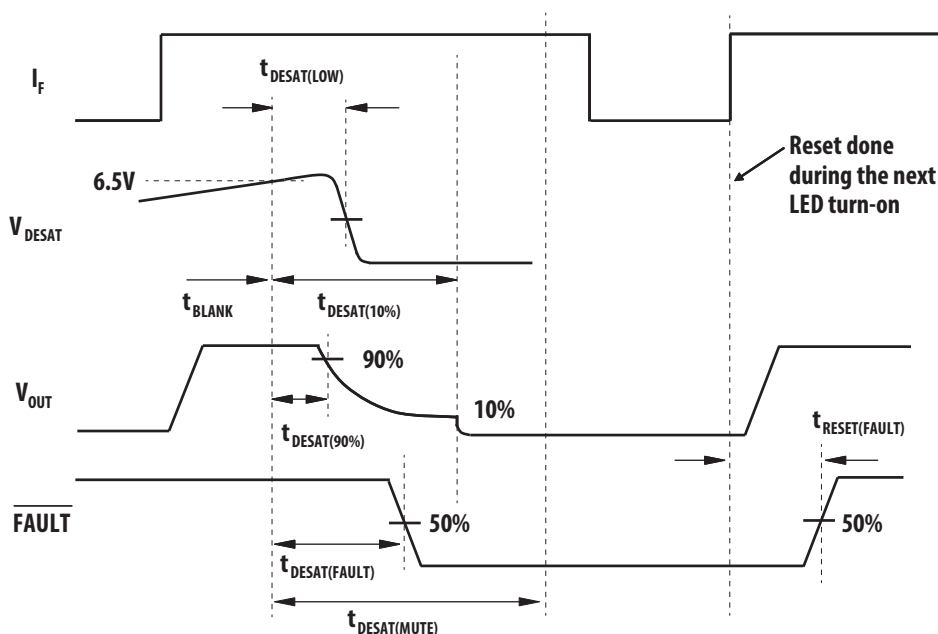 I_F
t_DESAT(LOW)
Reset done
during the next
LED turn-on
6.5V
V_DESAT
t_BLANK
t_DESAT(10%)
90%
V_OUT
10%
t_DESAT(90%)
t_RESET(FAULT)
FAULT
50%
50%
t_DESAT(FAULT)
t_DESAT(MUTE)